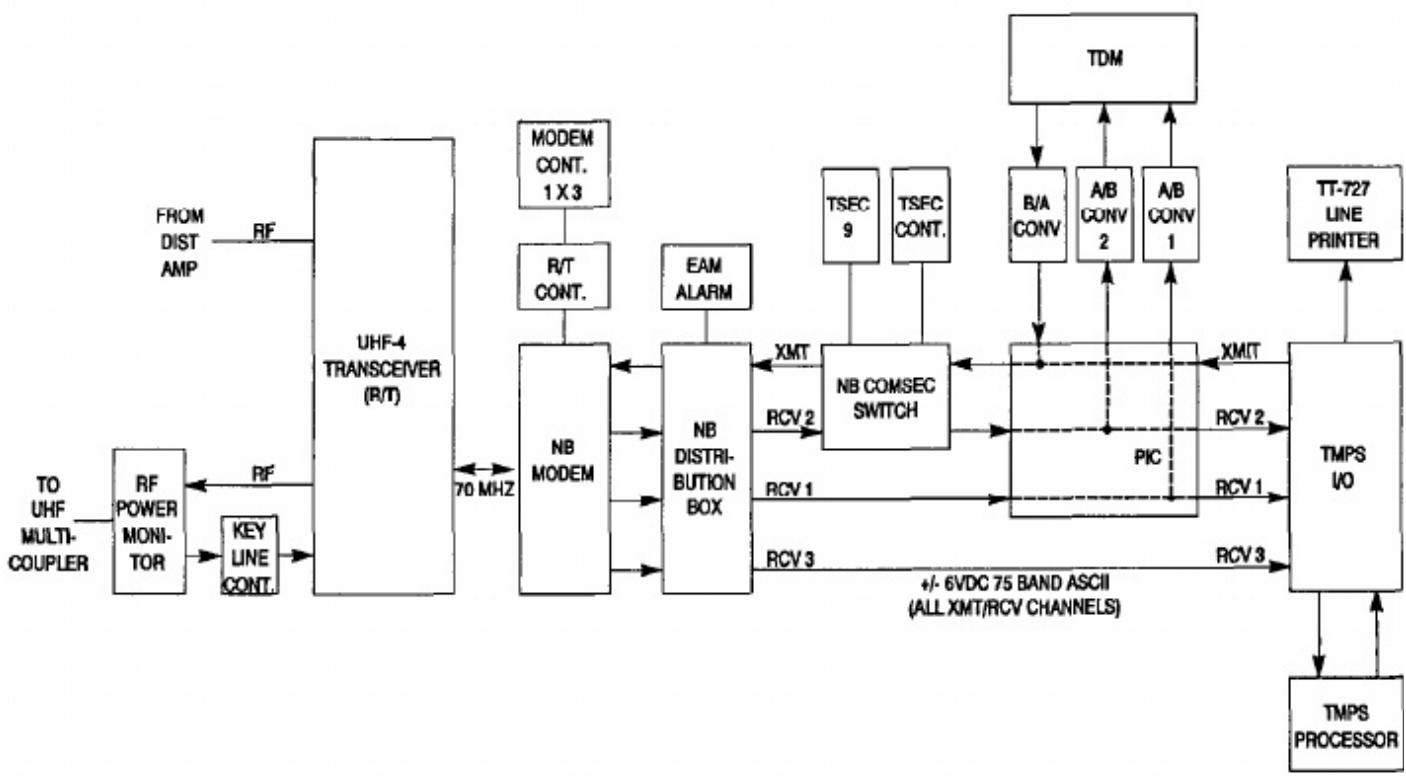 TDM
MODEM
CONT.
1 X 3
TSEC
9
TSEC
CONT.
B/A
CONV
A/B
CONV
2
A/B
CONV
1
TT-727
LINE
PRINTER
FROM
DIST
AMP
RF
R/T
CONT.
EAM
ALARM
UHF-4
TRANSCEIVER
(R/T)
XMT
NB COMSEC
SWITCH
XMIT
RCV 2
RCV 2
NB
MODEM
NB
DISTRI-
BUTION
BOX
PIC
TMPS
I/O
TO
UHF
MULTI-
COUPLER
RF
POWER
MONI-
TOR
RF
70 MHZ
RCV 1
RCV 1
KEY
LINE
CONT.
RCV 3
RCV 3
+/- 6VDC 75 BAND ASCII
(ALL XMT/RCV CHANNELS)
TMPS
PROCESSOR